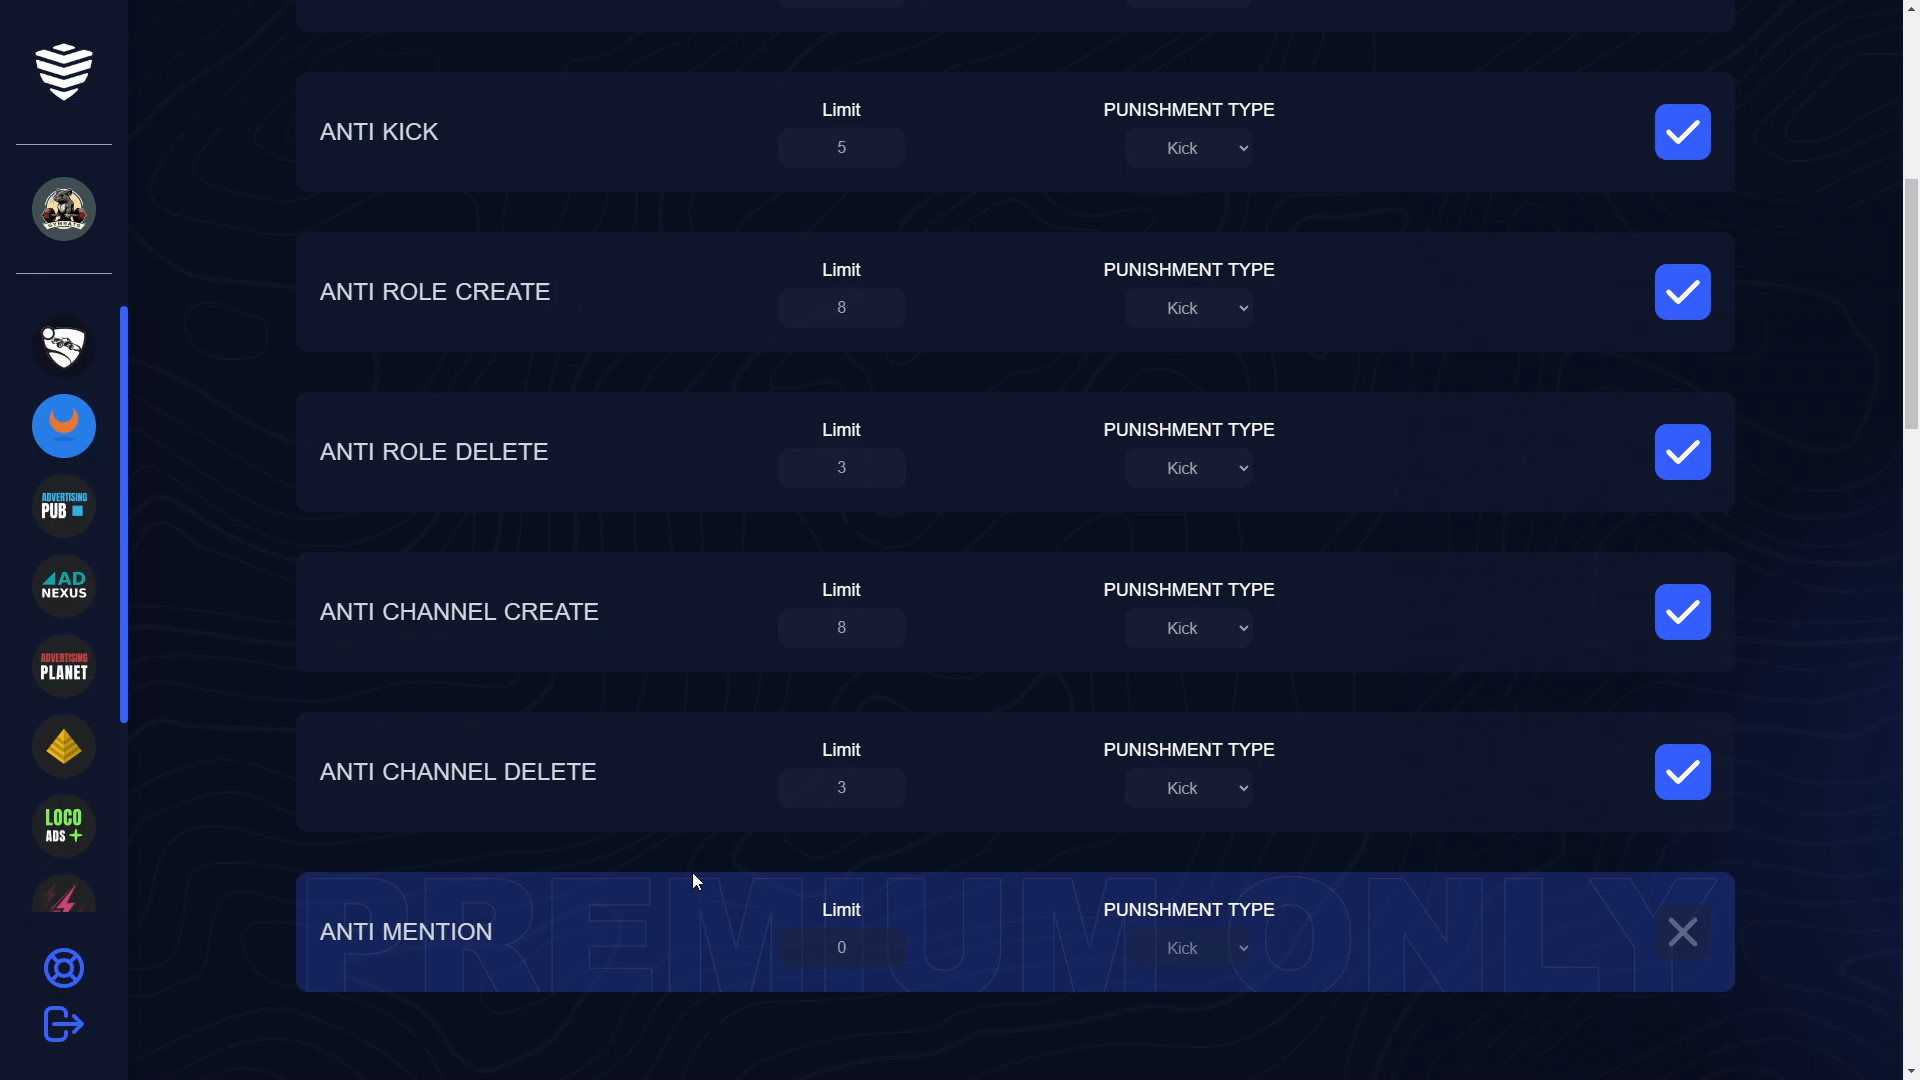 ANTI KICK
Limit
5
PUNISHMENT TYPE
Kick
ANTI ROLE CREATE
Limit
8
PUNISHMENT TYPE
Kick
ANTI ROLE DELETE
Limit
3
PUNISHMENT TYPE
Kick
ANTI CHANNEL CREATE
Limit
8
PUNISHMENT TYPE
Kick
ANTI CHANNEL DELETE
Limit
3
PUNISHMENT TYPE
Kick
PREMIUM ONLY
ANTI MENTION
Limit
0
PUNISHMENT TYPE
Kick
ADVERTISING
PUB
AD
NEXUS
ADVERTISING
PLANET
LOCO
ADS